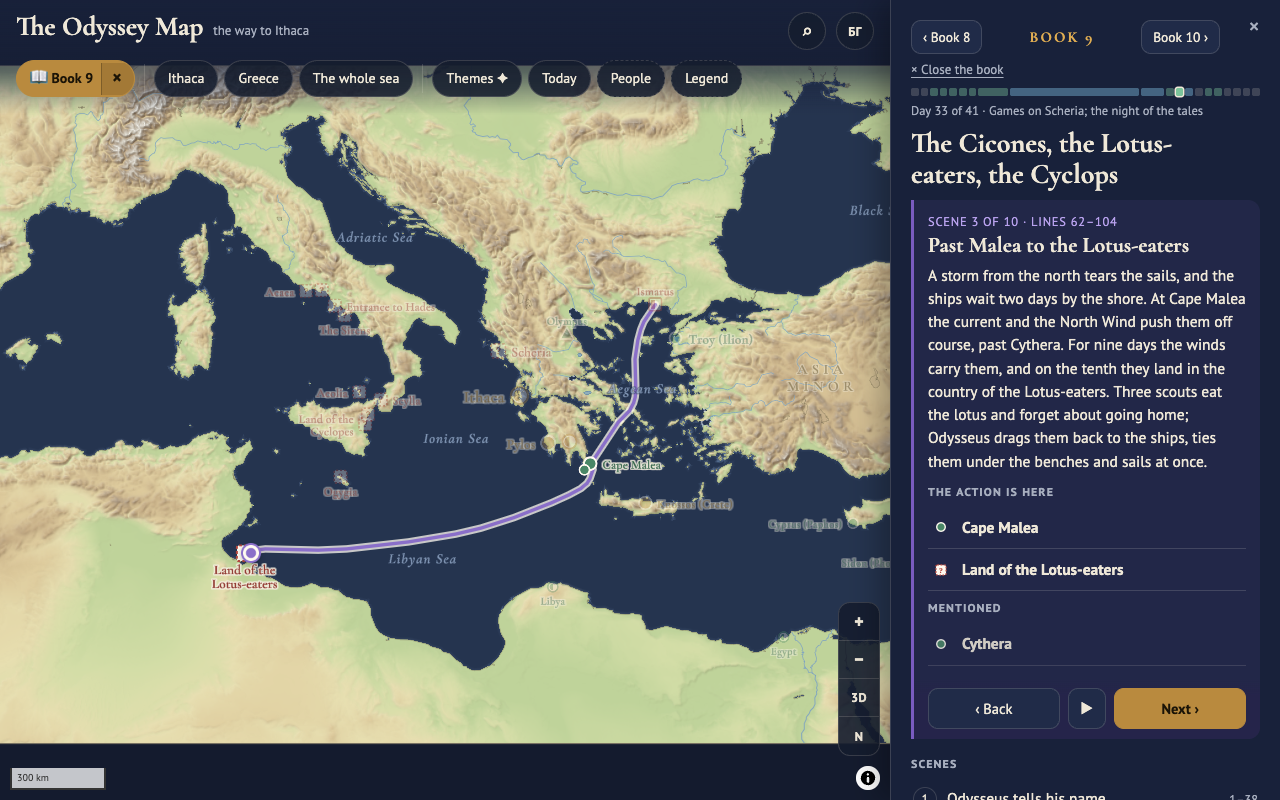 The Odyssey Map the way to Ithaca
БГ
Book 9 ×
Ithaca
Greece
The whole sea
Themes
Today
People
Legend
Adriatic Sea
Black
Ismarus
Entrance to Hades
Olympus
Troy (Ilion)
Scheria
ASIA
MINOR
Ithaca
Aegean Sea
Aeolia
Scylla
Land of the
Cyclopes
Ionian Sea
Pylos
Cape Malea
Ogygia
Cyprus (Paphos)
Libyan Sea
Land of the
Lotus-eaters
Libya
Egypt
+
−
3D
N
300 km
‹ Book 8
BOOK 9
Book 10 ›
×
× Close the book
Day 33 of 41 · Games on Scheria; the night of the tales
The Cicones, the Lotus-
eaters, the Cyclops
SCENE 3 OF 10 · LINES 62–104
Past Malea to the Lotus-eaters
A storm from the north tears the sails, and the
ships wait two days by the shore. At Cape Malea
the current and the North Wind push them off
course, past Cythera. For nine days the winds
carry them, and on the tenth they land in the
country of the Lotus-eaters. Three scouts eat
the lotus and forget about going home;
Odysseus drags them back to the ships, ties
them under the benches and sails at once.
THE ACTION IS HERE
Cape Malea
? Land of the Lotus-eaters
MENTIONED
Cythera
‹ Back
Next ›
SCENES
1 Odysseus tells his name 1–38